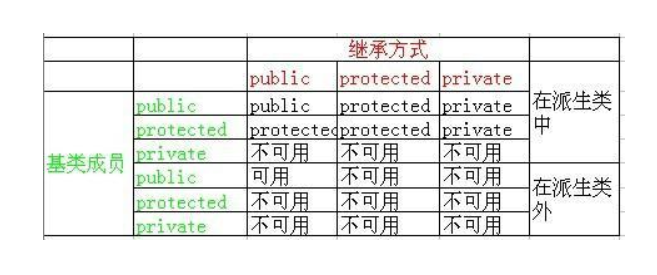 继承方式
public protected private
public public protected private
protected protected protected private
private 不可用 不可用 不可用
在派生类
中
基类成员
public 可用 不可用 不可用
protected 不可用 不可用 不可用
private 不可用 不可用 不可用
在派生类
外